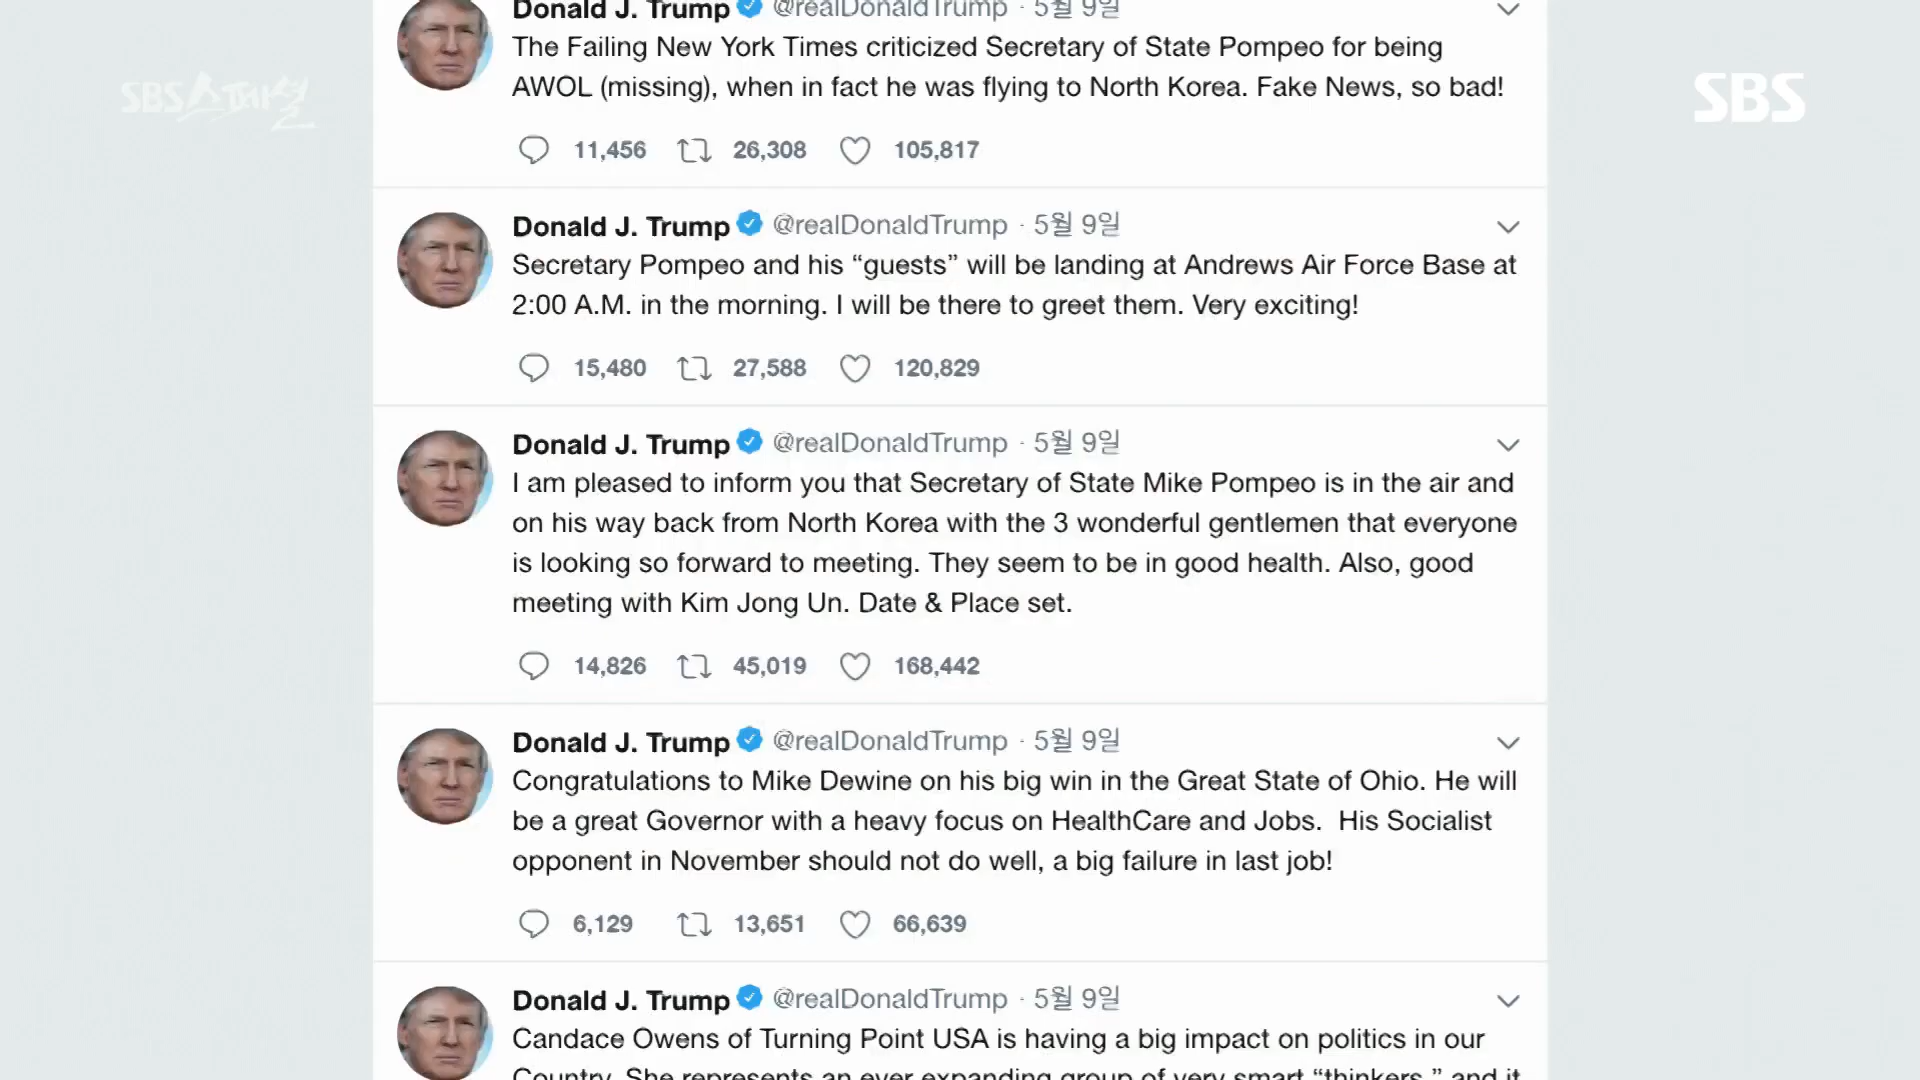 Donald J. Trump @realDonaldTrump · 5월 9일
The Failing New York Times criticized Secretary of State Pompeo for being
AWOL (missing), when in fact he was flying to North Korea. Fake News, so bad!
SBS스페셜
SBS
11,456 26,308 105,817
Donald J. Trump @realDonaldTrump · 5월 9일
Secretary Pompeo and his “guests” will be landing at Andrews Air Force Base at
2:00 A.M. in the morning. I will be there to greet them. Very exciting!
15,480 27,588 120,829
Donald J. Trump @realDonaldTrump · 5월 9일
I am pleased to inform you that Secretary of State Mike Pompeo is in the air and
on his way back from North Korea with the 3 wonderful gentlemen that everyone
is looking so forward to meeting. They seem to be in good health. Also, good
meeting with Kim Jong Un. Date & Place set.
14,826 45,019 168,442
Donald J. Trump @realDonaldTrump · 5월 9일
Congratulations to Mike Dewine on his big win in the Great State of Ohio. He will
be a great Governor with a heavy focus on HealthCare and Jobs.  His Socialist
opponent in November should not do well, a big failure in last job!
6,129 13,651 66,639
Donald J. Trump @realDonaldTrump · 5월 9일
Candace Owens of Turning Point USA is having a big impact on politics in our
Country. She represents an ever expanding group of very smart “thinkers,” and it